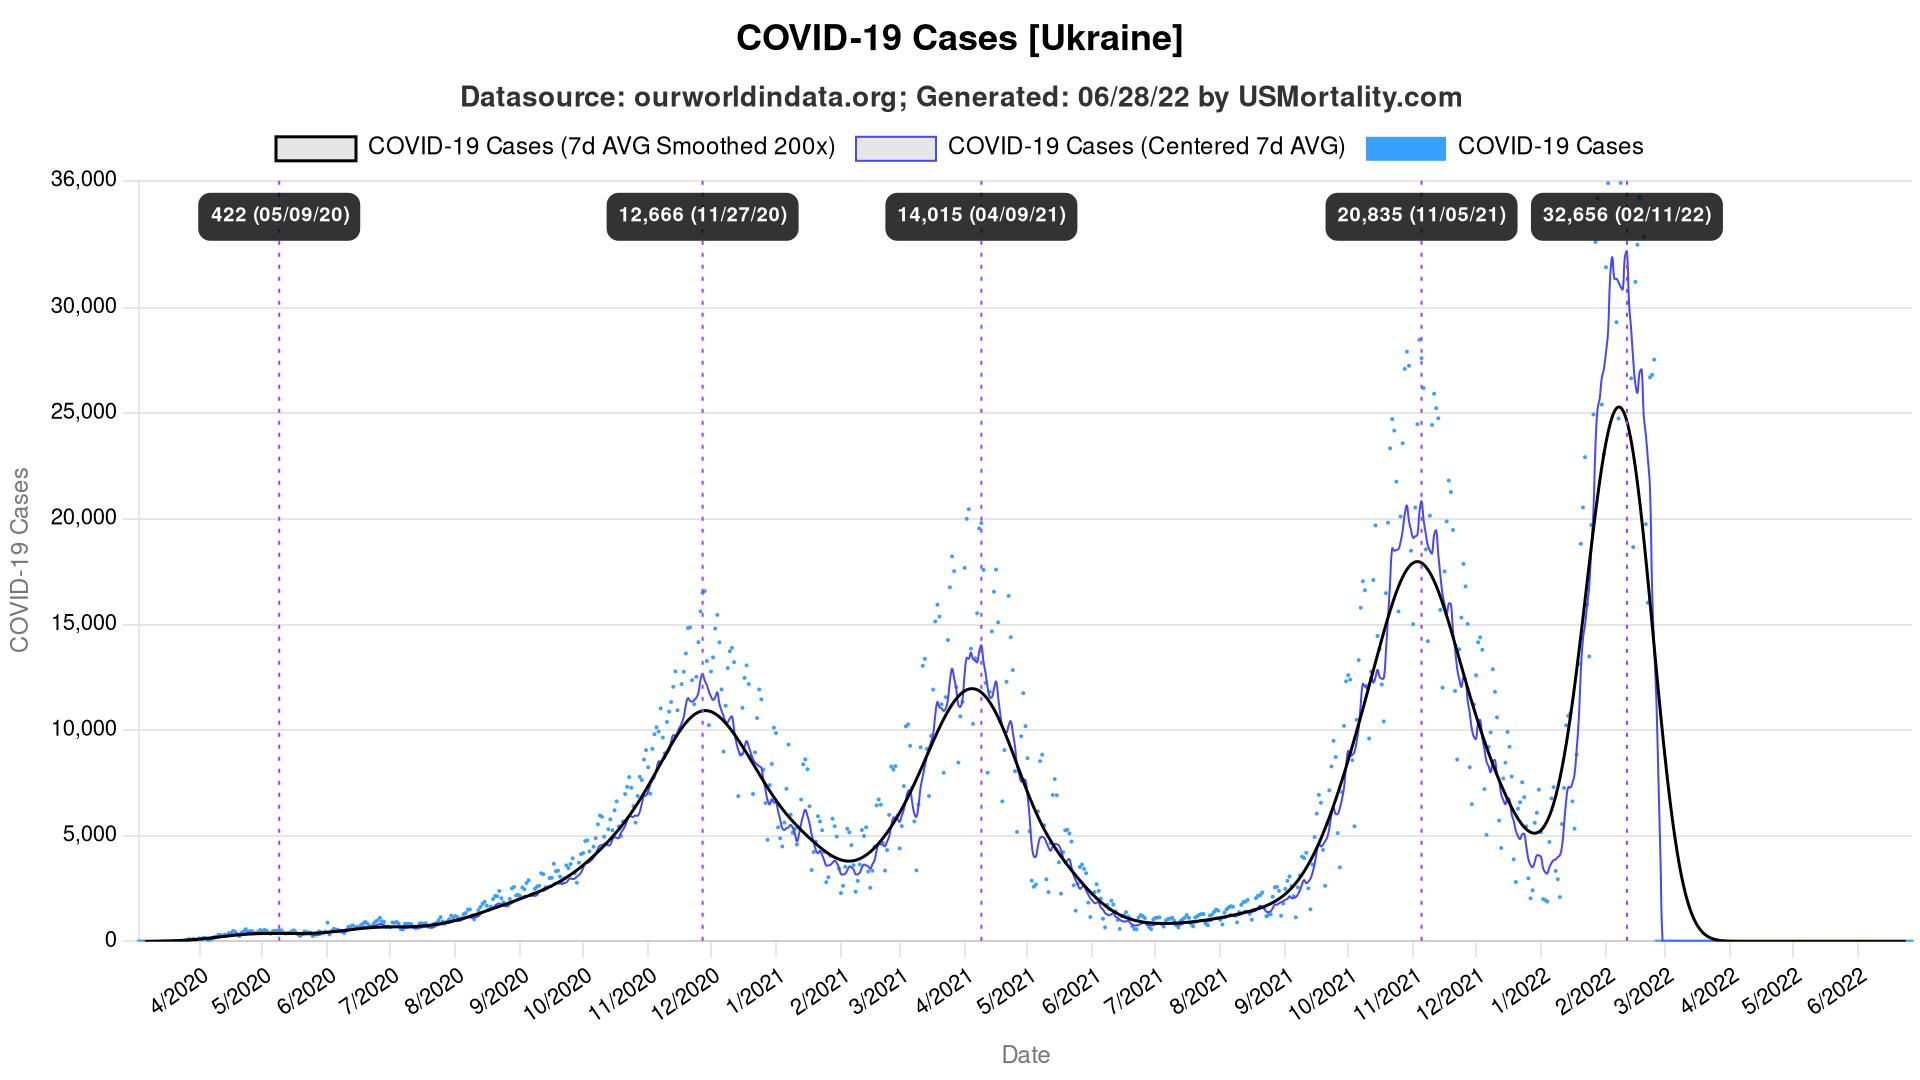 COVID-19 Cases [Ukraine]
Datasource: ourworldindata.org; Generated: 06/28/22 by USMortality.com
COVID-19 Cases (7d AVG Smoothed 200x) COVID-19 Cases (Centered 7d AVG) COVID-19 Cases
36,000
422 (05/09/20) 12,666 (11/27/20) 14,015 (04/09/21) 20,835 (11/05/21) 32,656 (02/11/22)
30,000
25,000
20,000
15,000
10,000
5,000
0
COVID-19 Cases
4/2020 5/2020 6/2020 7/2020 8/2020 9/2020 10/2020 11/2020 12/2020 1/2021 2/2021 3/2021 4/2021 5/2021 6/2021 7/2021 8/2021 9/2021 10/2021 11/2021 12/2021 1/2022 2/2022 3/2022 4/2022 5/2022 6/2022
Date